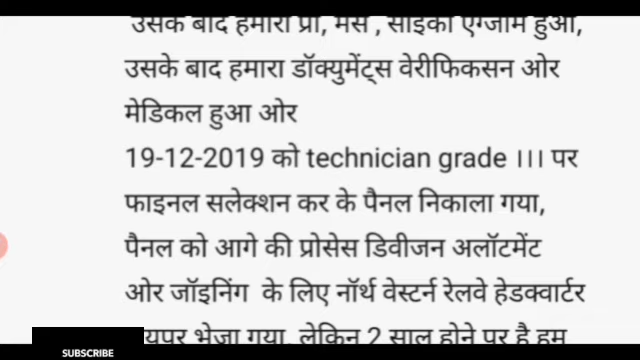 उसके बाद हमारा प्री, मेंस , साइको एग्जाम हुआ,
उसके बाद हमारा डॉक्युमेंट्स वेरीफिकसन ओर
मेडिकल हुआ ओर
19-12-2019 को technician grade ।।। पर
फाइनल सलेक्शन कर के पैनल निकाला गया,
पैनल को आगे की प्रोसेस डिवीजन अलॉटमेंट
ओर जॉइनिंग के लिए नॉर्थ वेस्टर्न रेलवे हेडक्वार्टर
भेजा गया, लेकिन 2 साल होने पर है हम
SUBSCRIBE